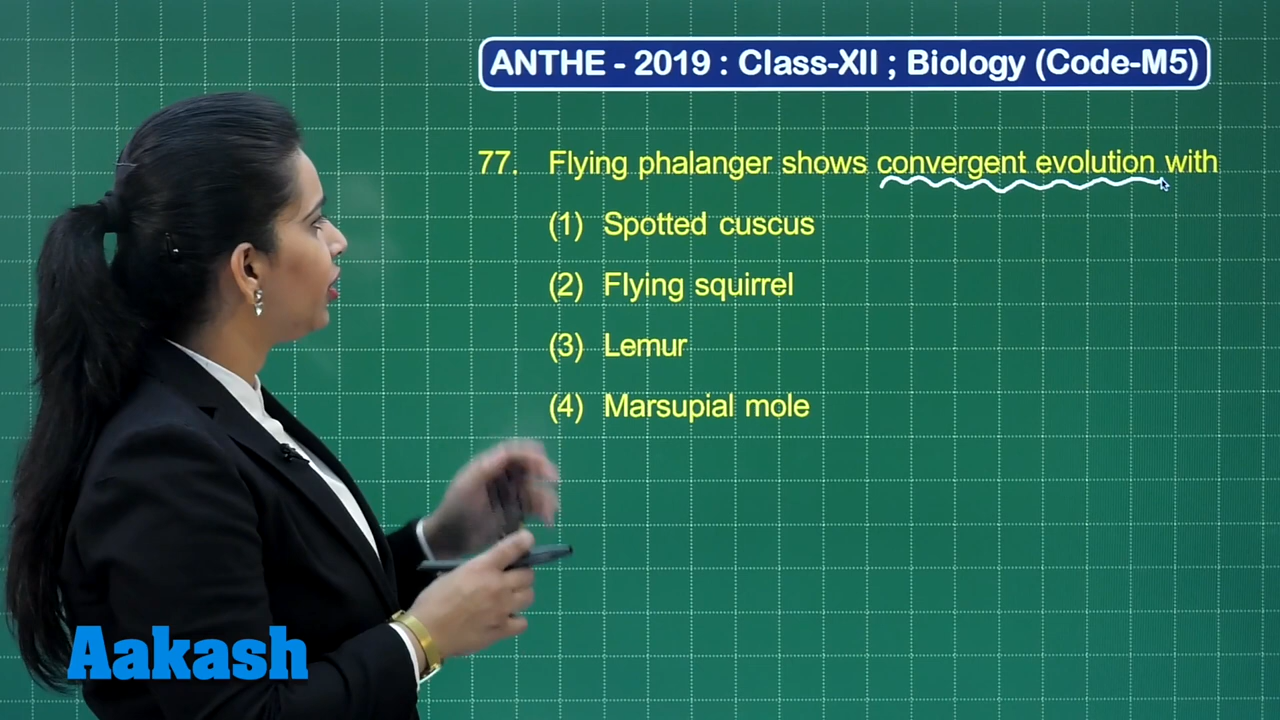 ANTHE - 2019 : Class-XII ; Biology (Code-M5)
77. Flying phalanger shows convergent evolution with
(1) Spotted cuscus
(2) Flying squirrel
(3) Lemur
(4) Marsupial mole
Aakash